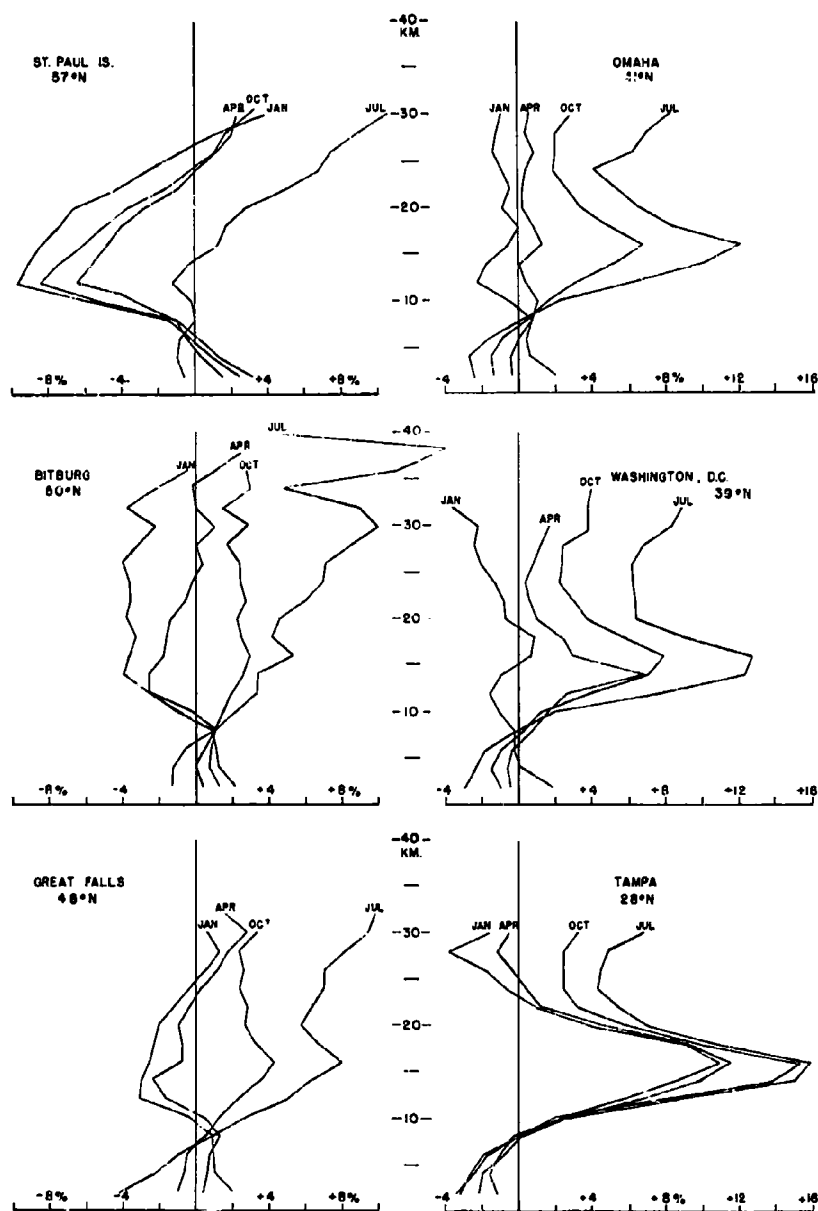 ST. PAUL IS.
57°N
APR
OCT
JAN
JUL
-8%
-4
+4
+8%
-40-
KM.
-30-
-20-
-10-
OMAHA
41°N
JAN
APR
OCT
JUL
-4
+4
+8%
+12
+16
BITBURG
50°N
JAN
APR
OCT
JUL
-8%
-4
+4
+8%
-40-
-30-
-20-
-10-
WASHINGTON, D.C.
39°N
JAN
APR
OCT
JUL
-4
+4
+8
+12
+16
GREAT FALLS
48°N
JAN
APR
OCT
JUL
-8%
-4
+4
+8%
-40-
KM.
-30-
-20-
-10-
TAMPA
28°N
JAN
APR
OCT
JUL
-4
+4
+8%
+12
+16